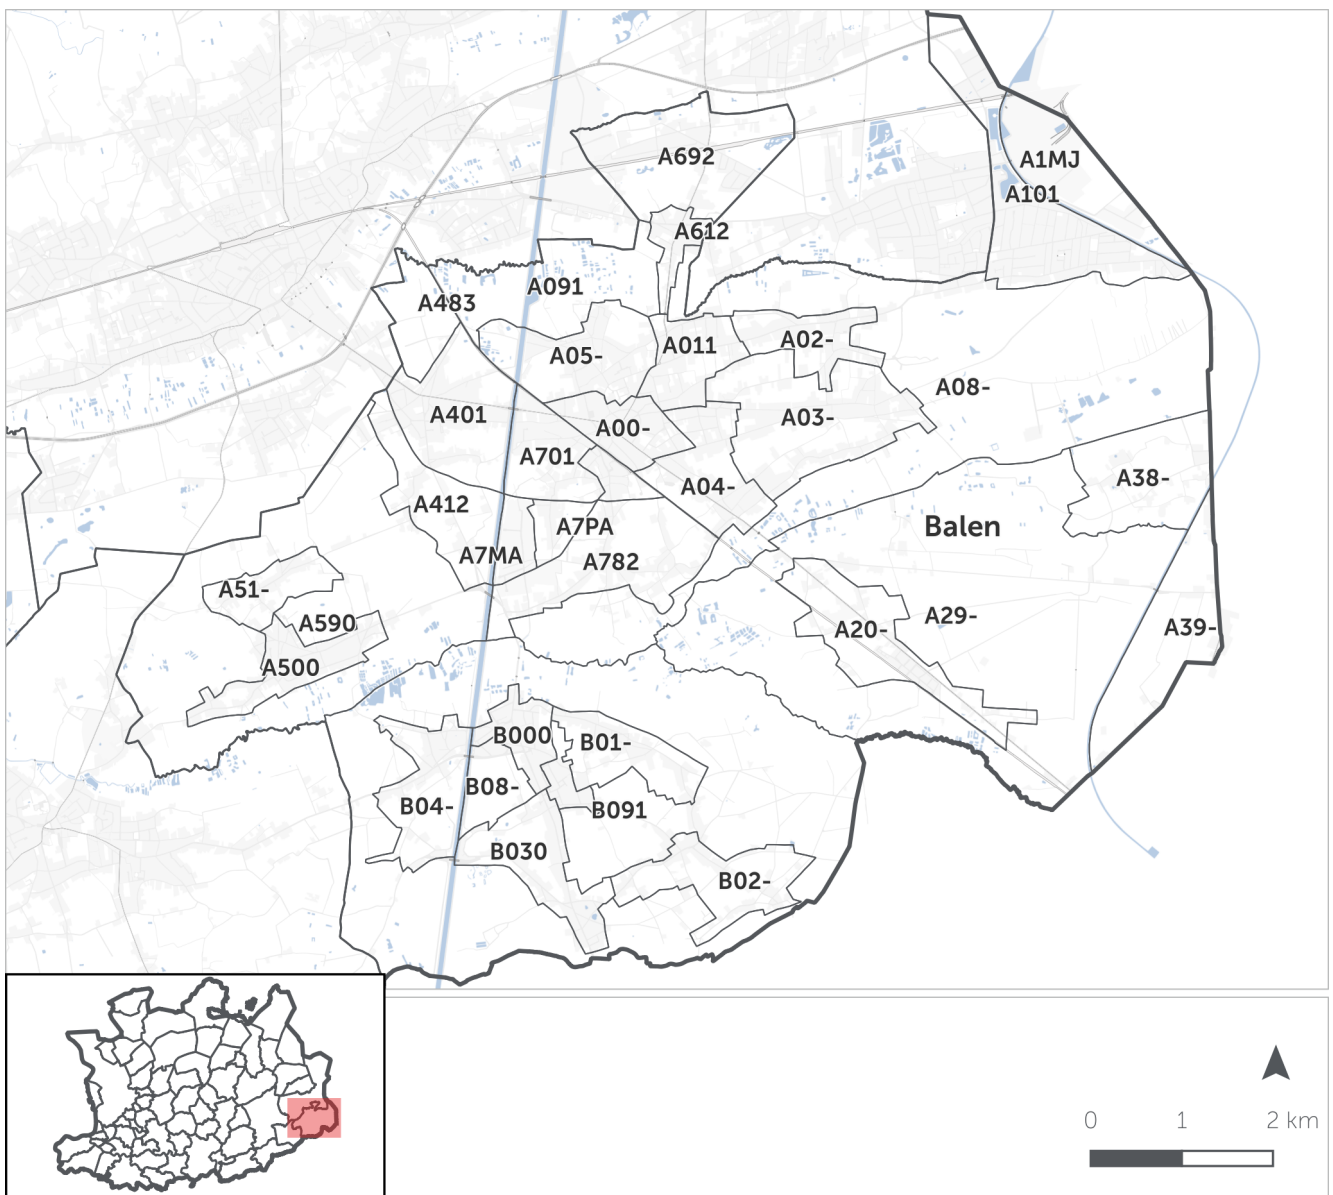 A692
A1MJ
A101
A612
A091
A483
A011
A02-
A05-
A08-
A401
A00-
A03-
A701
A04-
A38-
A412
A7PA
Balen
A7MA
A782
A51-
A590
A29-
A20-
A39-
A500
B000
B01-
B08-
B04-
B091
B030
B02-
0 1 2 km